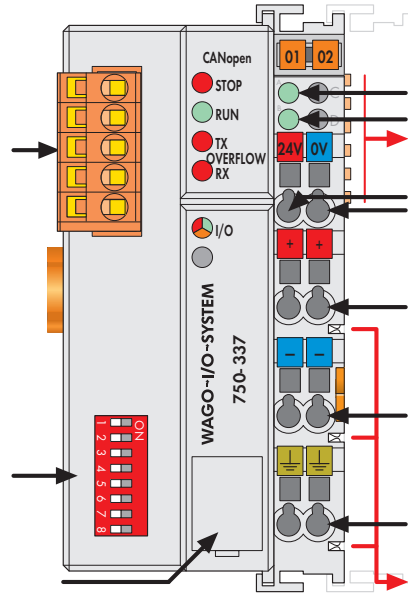 CANopen
STOP
RUN
TX
OVERFLOW
RX
I/O
WAGO~I/O~SYSTEM
750-337
01 02
24V 0V
+ +
– –
ON
1 2 3 4 5 6 7 8